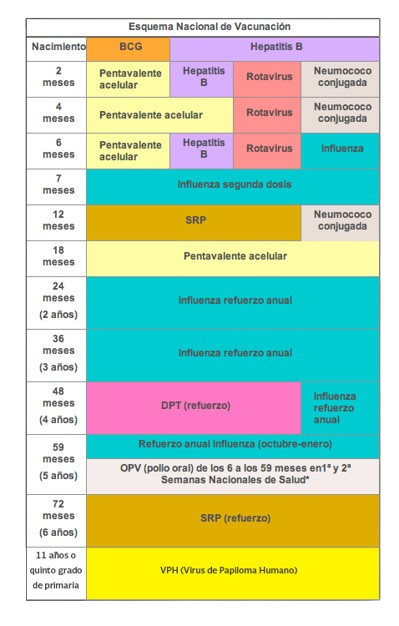 Esquema Nacional de Vacunación
Nacimiento BCG Hepatitis B
2 meses Pentavalente acelular Hepatitis B Rotavirus Neumococo conjugada
4 meses Pentavalente acelular Rotavirus Neumococo conjugada
6 meses Pentavalente acelular Hepatitis B Rotavirus influenza
7 meses Influenza segunda dosis
12 meses SRP Neumococo conjugada
18 meses Pentavalente acelular
24 meses (2 años) Influenza refuerzo anual
36 meses (3 años) Influenza refuerzo anual
48 meses (4 años) DPT (refuerzo) Influenza refuerzo anual
59 meses (5 años) Refuerzo anual Influenza (octubre-enero)
OPV (polio oral) de los 6 a los 59 meses en1ª y 2ª
Semanas Nacionales de Salud*
72 meses (6 años) SRP (refuerzo)
11 años o quinto grado de primaria VPH (Virus de Papiloma Humano)